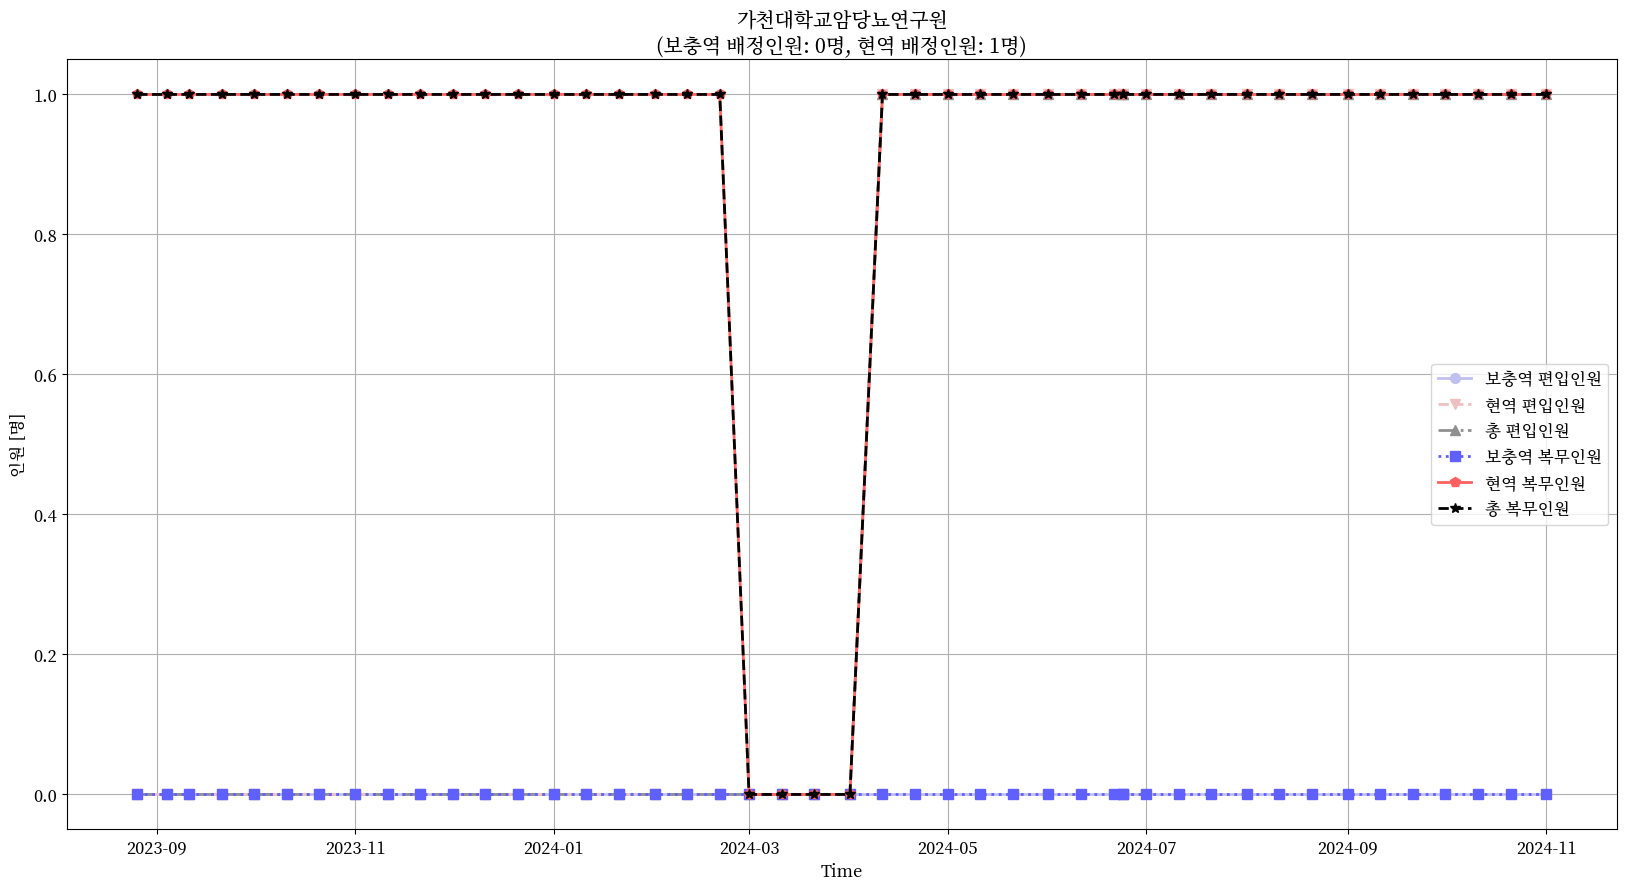 가천대학교암당뇨연구원
(보충역 배정인원: 0명, 현역 배정인원: 1명)
인원 [명]
1.0
0.8
0.6
0.4
0.2
0.0
보충역 편입인원
현역 편입인원
총 편입인원
보충역 복무인원
현역 복무인원
총 복무인원
2023-09
2023-11
2024-01
2024-03
2024-05
2024-07
2024-09
2024-11
Time